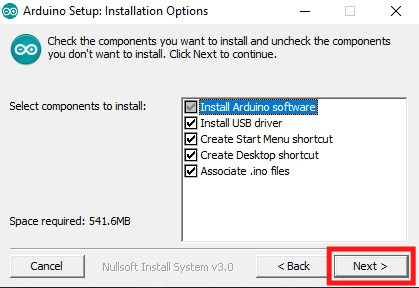 Arduino Setup: Installation Options
Check the components you want to install and uncheck the components
you don't want to install. Click Next to continue.
Select components to install:
Install Arduino software
Install USB driver
Create Start Menu shortcut
Create Desktop shortcut
Associate .ino files
Space required: 541.6MB
Cancel
Nullsoft Install System v3.0
< Back
Next >